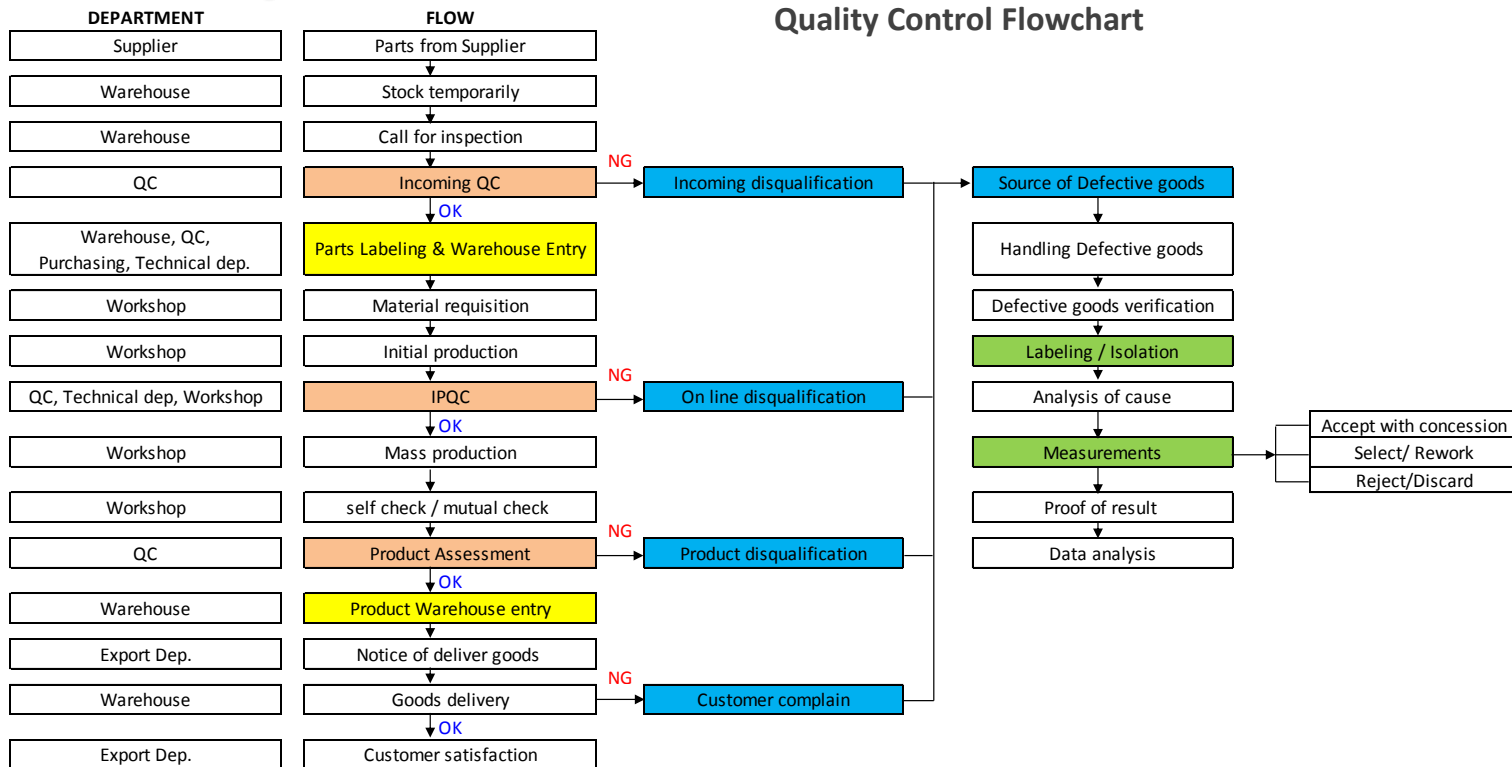 Quality Control Flowchart
DEPARTMENT
FLOW
Supplier
Parts from Supplier
Warehouse
Stock temporarily
Warehouse
Call for inspection
NG
QC
Incoming QC
Incoming disqualification
Source of Defective goods
OK
Warehouse, QC,
Purchasing, Technical dep.
Parts Labeling & Warehouse Entry
Handling Defective goods
Workshop
Material requisition
Defective goods verification
Workshop
Initial production
Labeling / Isolation
NG
QC, Technical dep, Workshop
IPQC
On line disqualification
Analysis of cause
OK
Accept with concession
Workshop
Mass production
Measurements
Select/ Rework
Reject/Discard
Workshop
self check / mutual check
Proof of result
NG
QC
Product Assessment
Product disqualification
Data analysis
OK
Warehouse
Product Warehouse entry
Export Dep.
Notice of deliver goods
NG
Warehouse
Goods delivery
Customer complain
OK
Export Dep.
Customer satisfaction